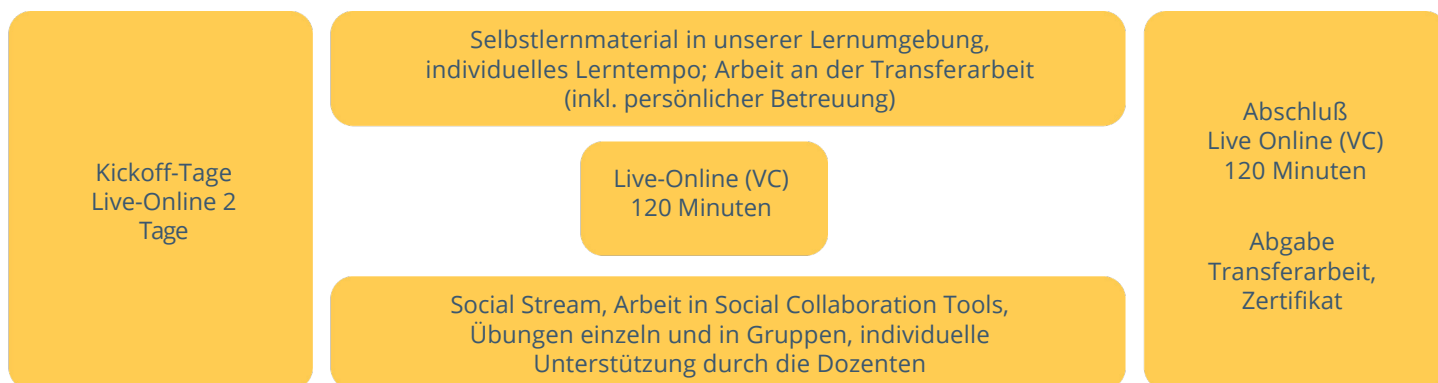 Kickoff-Tage
Live-Online 2
Tage
Selbstlernmaterial in unserer Lernumgebung,
individuelles Lerntempo; Arbeit an der Transferarbeit
(inkl. persönlicher Betreuung)
Live-Online (VC)
120 Minuten
Social Stream, Arbeit in Social Collaboration Tools,
Übungen einzeln und in Gruppen, individuelle
Unterstützung durch die Dozenten
Abschluß
Live Online (VC)
120 Minuten
Abgabe
Transferarbeit,
Zertifikat